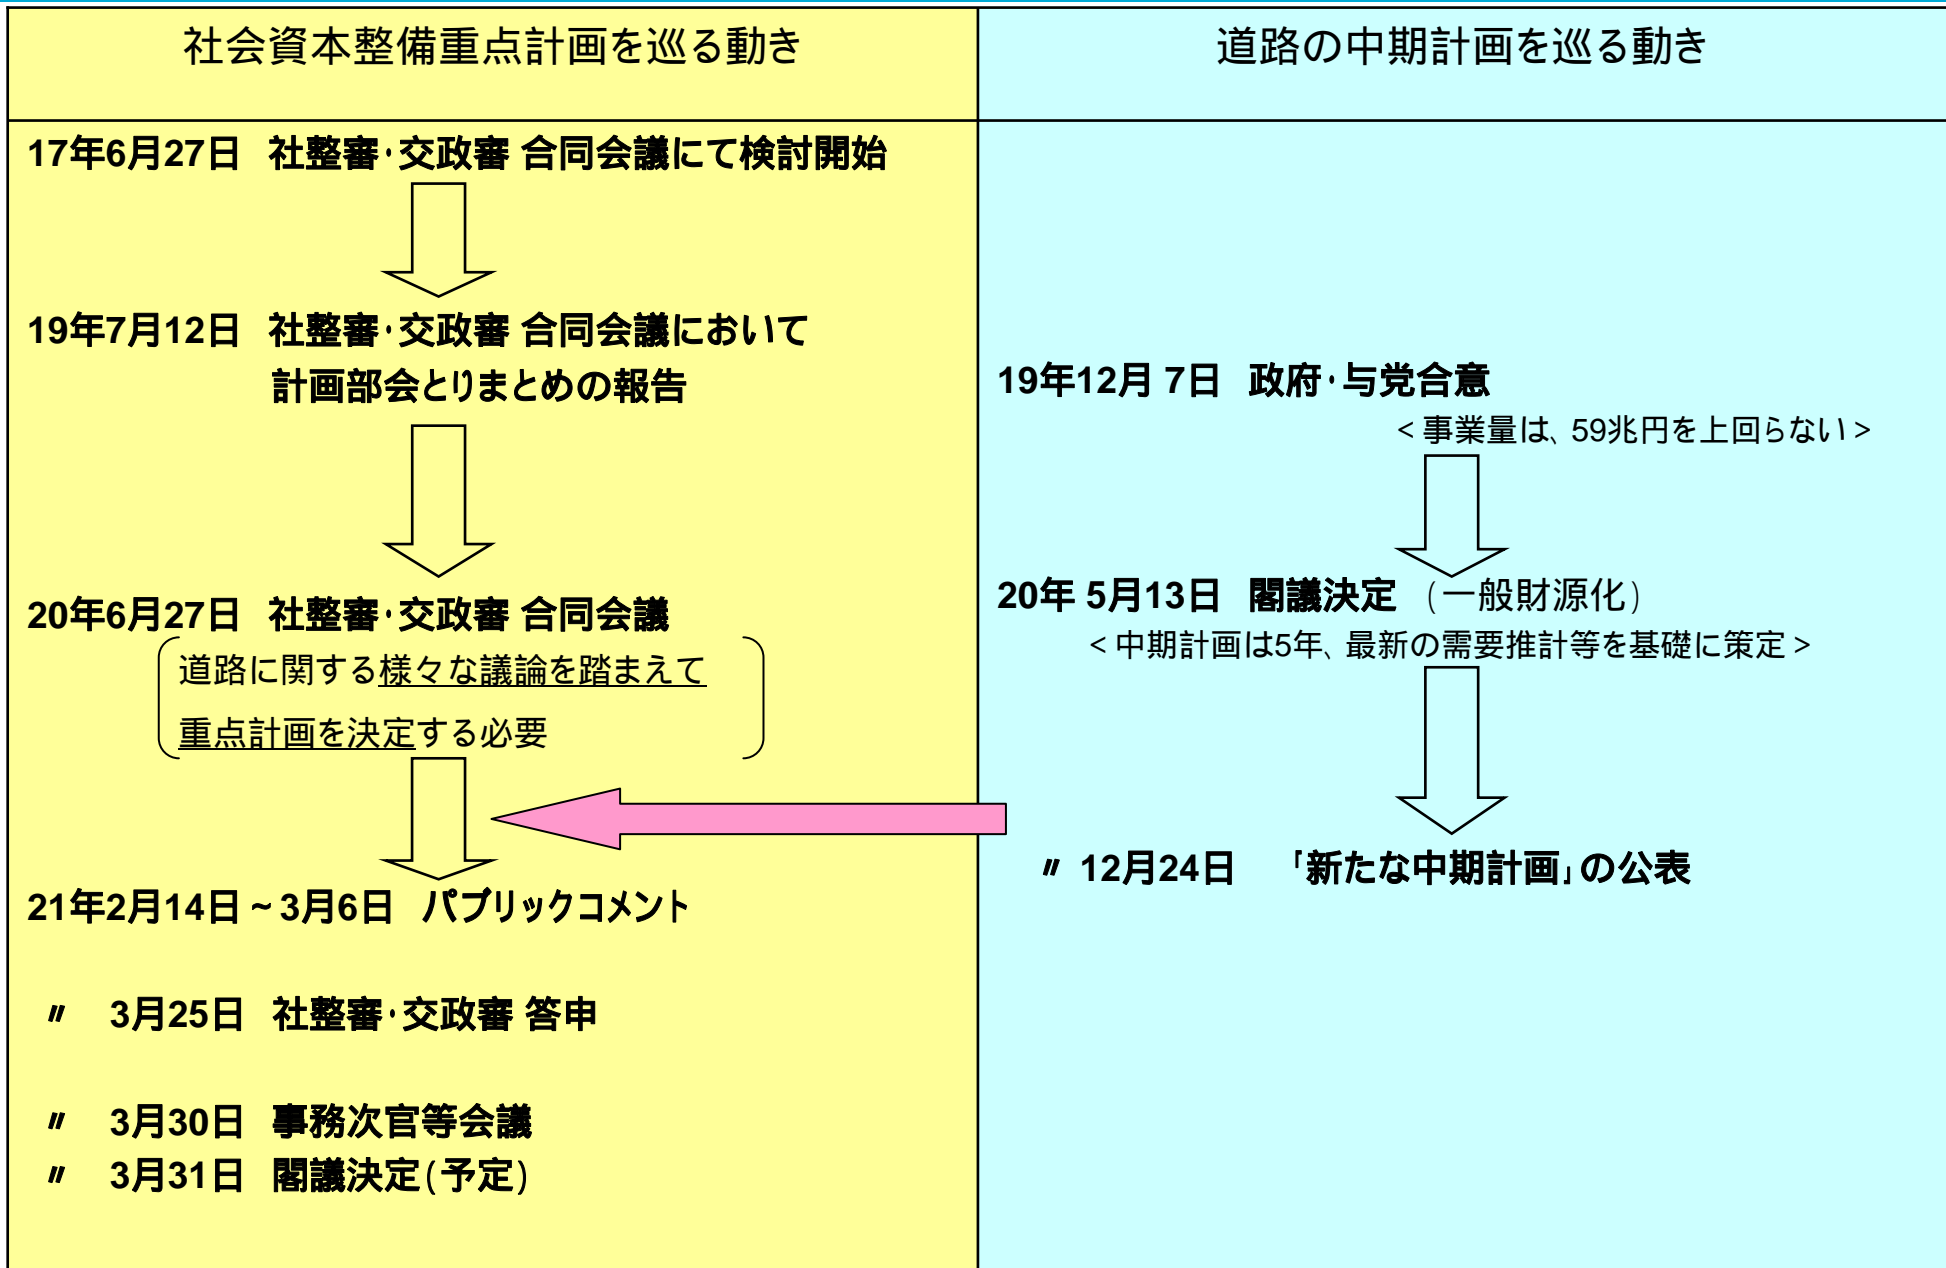 社会資本整備重点計画を巡る動き
17年6月27日 社整審・交政審 合同会議にて検討開始
19年7月12日 社整審・交政審 合同会議において
計画部会とりまとめの報告
20年6月27日 社整審・交政審 合同会議
道路に関する様々な議論を踏まえて
重点計画を決定する必要
21年2月14日~3月6日 パブリックコメント
〃 3月25日 社整審・交政審 答申
〃 3月30日 事務次官等会議
〃 3月31日 閣議決定(予定)
道路の中期計画を巡る動き
19年12月 7日 政府・与党合意
<事業量は、59兆円を上回らない>
20年 5月13日 閣議決定 (一般財源化)
<中期計画は5年、最新の需要推計等を基礎に策定>
〃 12月24日 「新たな中期計画」の公表